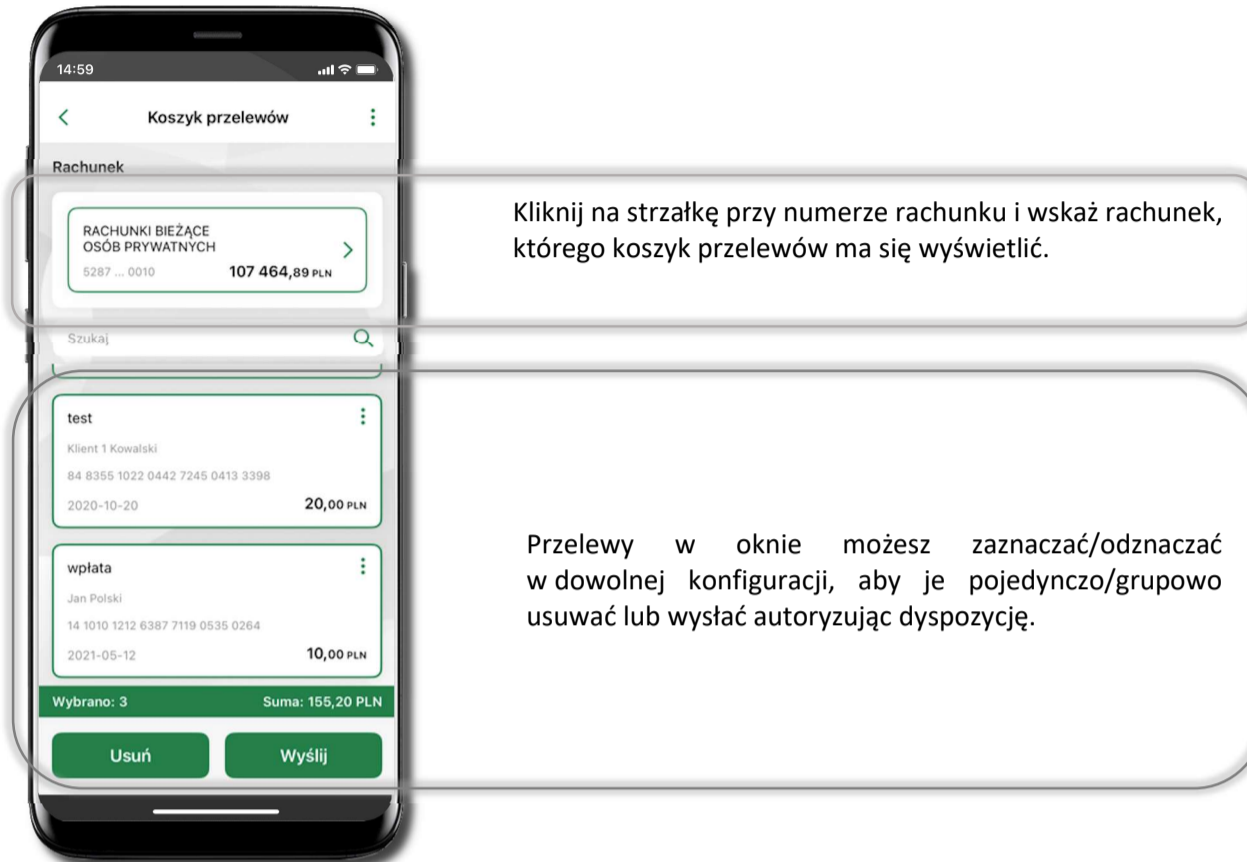 14:59
Koszyk przelewów
Rachunek
RACHUNKI BIEŻĄCE
OSÓB PRYWATNYCH
5287 ... 0010 107 464,89 PLN
Szukaj
test
Klient 1 Kowalski
84 8355 1022 0442 7245 0413 3398
2020-10-20 20,00 PLN
wpłata
Jan Polski
14 1010 1212 6387 7119 0535 0264
2021-05-12 10,00 PLN
Wybrano: 3 Suma: 155,20 PLN
Usuń Wyślij
Kliknij na strzałkę przy numerze rachunku i wskaż rachunek,
którego koszyk przelewów ma się wyświetlić.
Przelewy w oknie możesz zaznaczać/odznaczać
w dowolnej konfiguracji, aby je pojedynczo/grupowo
usuwać lub wysłać autoryzując dyspozycję.